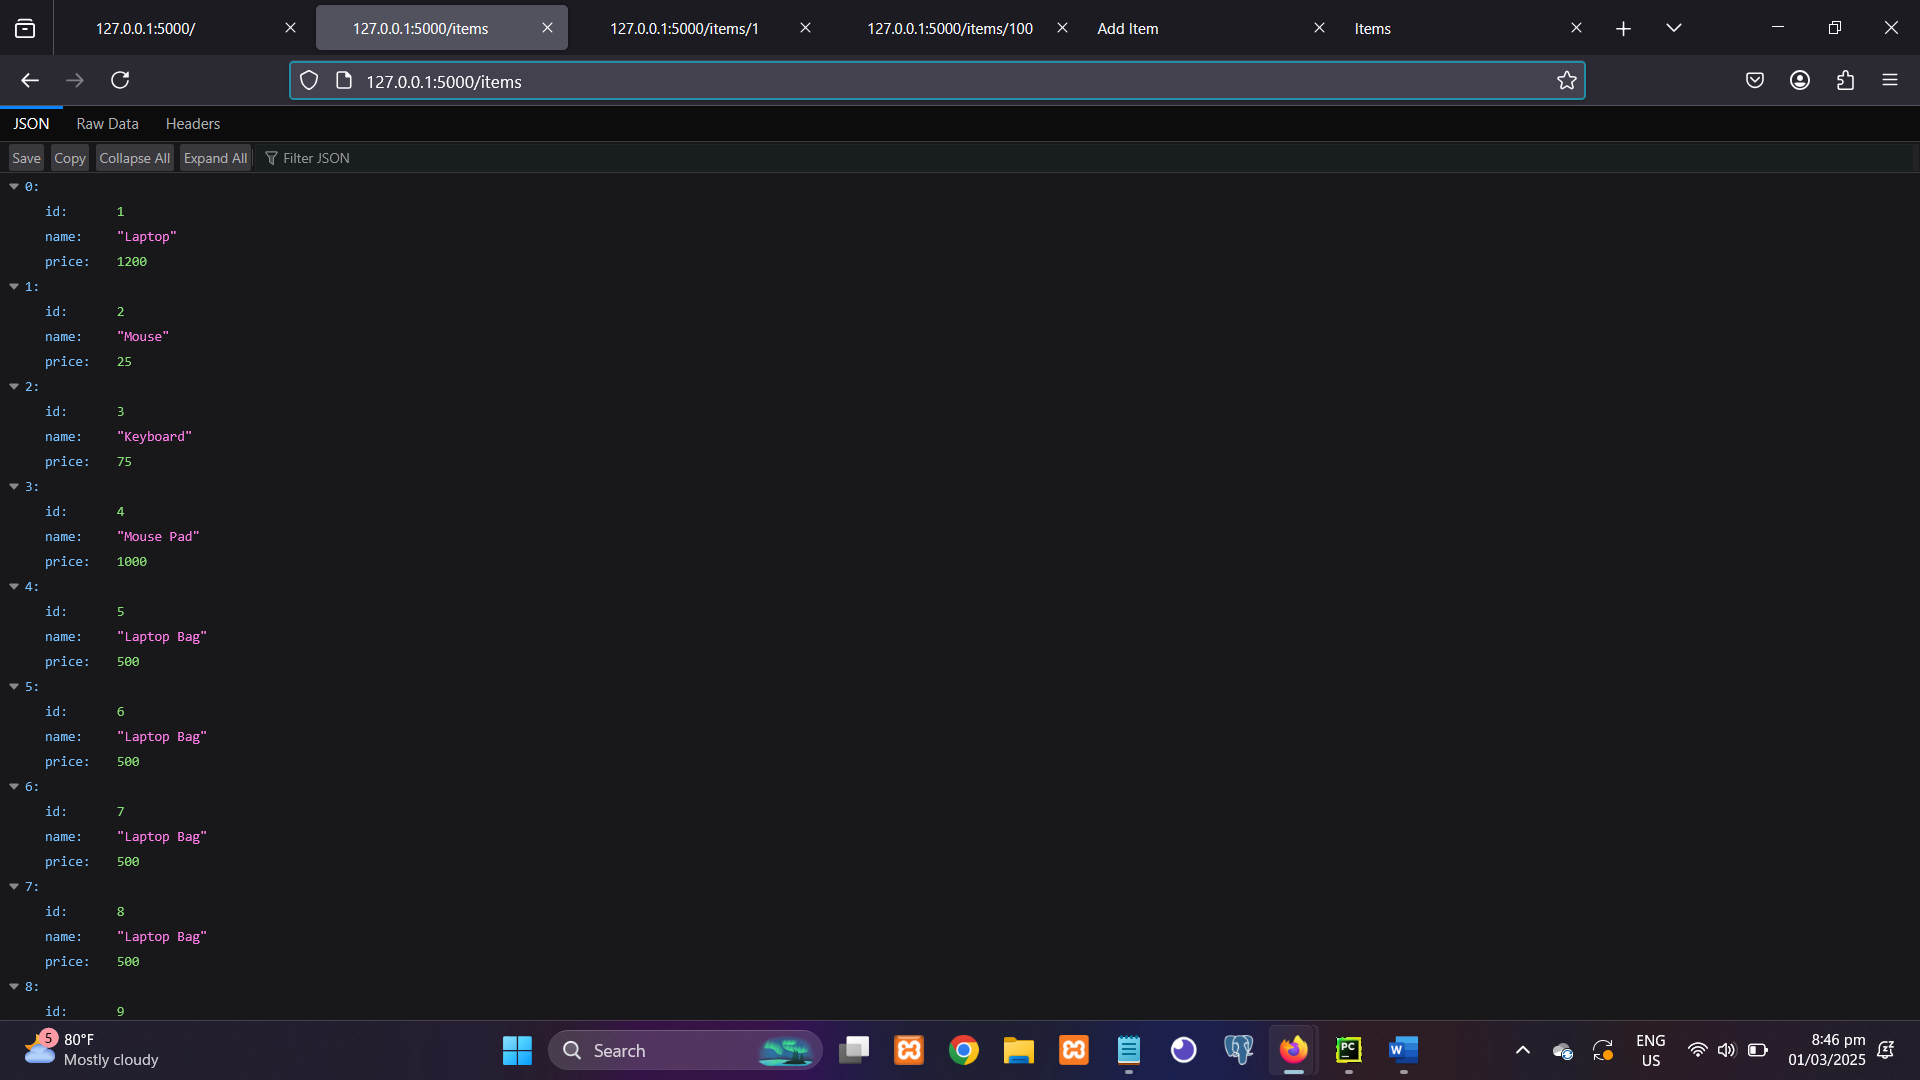 127.0.0.1:5000/
127.0.0.1:5000/items
127.0.0.1:5000/items/1
127.0.0.1:5000/items/100
Add Item
Items
127.0.0.1:5000/items
JSON
Raw Data
Headers
Save
Copy
Collapse All
Expand All
Filter JSON
0:
id: 1
name: "Laptop"
price: 1200
1:
id: 2
name: "Mouse"
price: 25
2:
id: 3
name: "Keyboard"
price: 75
3:
id: 4
name: "Mouse Pad"
price: 1000
4:
id: 5
name: "Laptop Bag"
price: 500
5:
id: 6
name: "Laptop Bag"
price: 500
6:
id: 7
name: "Laptop Bag"
price: 500
7:
id: 8
name: "Laptop Bag"
price: 500
8:
id: 9
5
80°F
Mostly cloudy
Search
PC
W
ENG
US
8:46 pm
01/03/2025